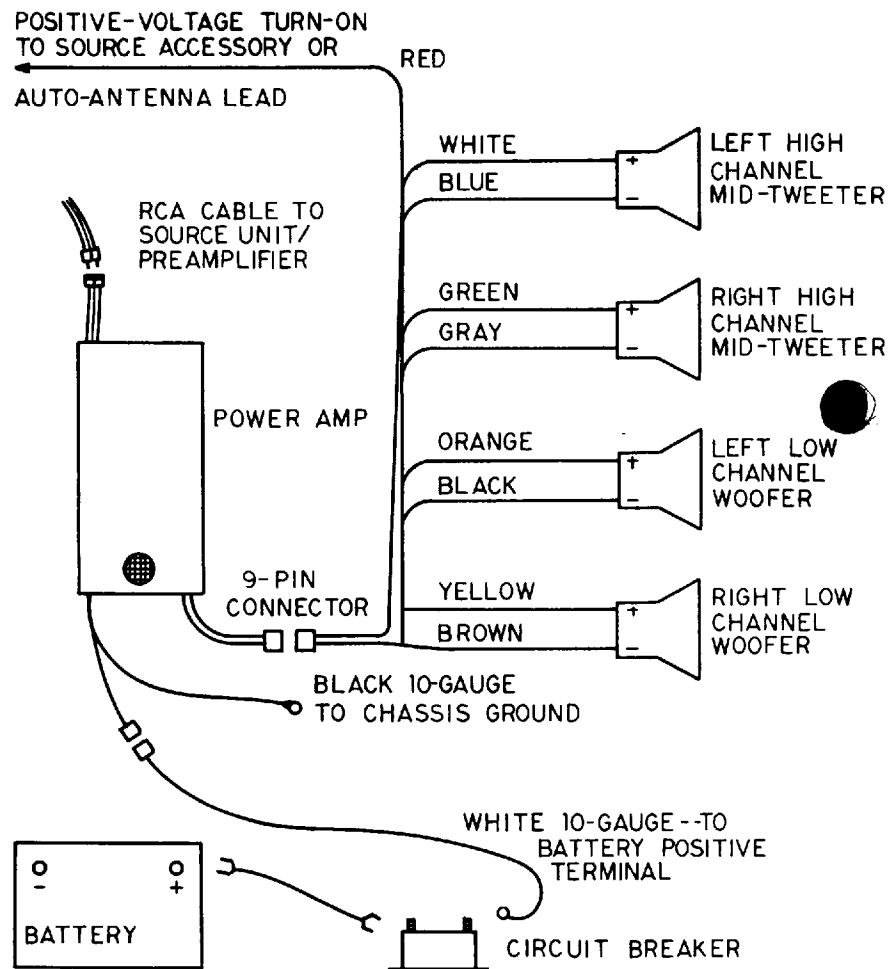 POSITIVE-VOLTAGE TURN-ON
TO SOURCE ACCESSORY OR
RED
AUTO-ANTENNA LEAD
WHITE
+
BLUE
-
LEFT HIGH
CHANNEL
MID-TWEETER
RCA CABLE TO
SOURCE UNIT/
PREAMPLIFIER
GREEN
+
GRAY
-
RIGHT HIGH
CHANNEL
MID-TWEETER
POWER AMP
ORANGE
+
BLACK
-
LEFT LOW
CHANNEL
WOOFER
9-PIN
CONNECTOR
YELLOW
+
BROWN
-
RIGHT LOW
CHANNEL
WOOFER
BLACK 10-GAUGE
TO CHASSIS GROUND
WHITE 10-GAUGE--TO
BATTERY POSITIVE
TERMINAL
- +
BATTERY
CIRCUIT BREAKER